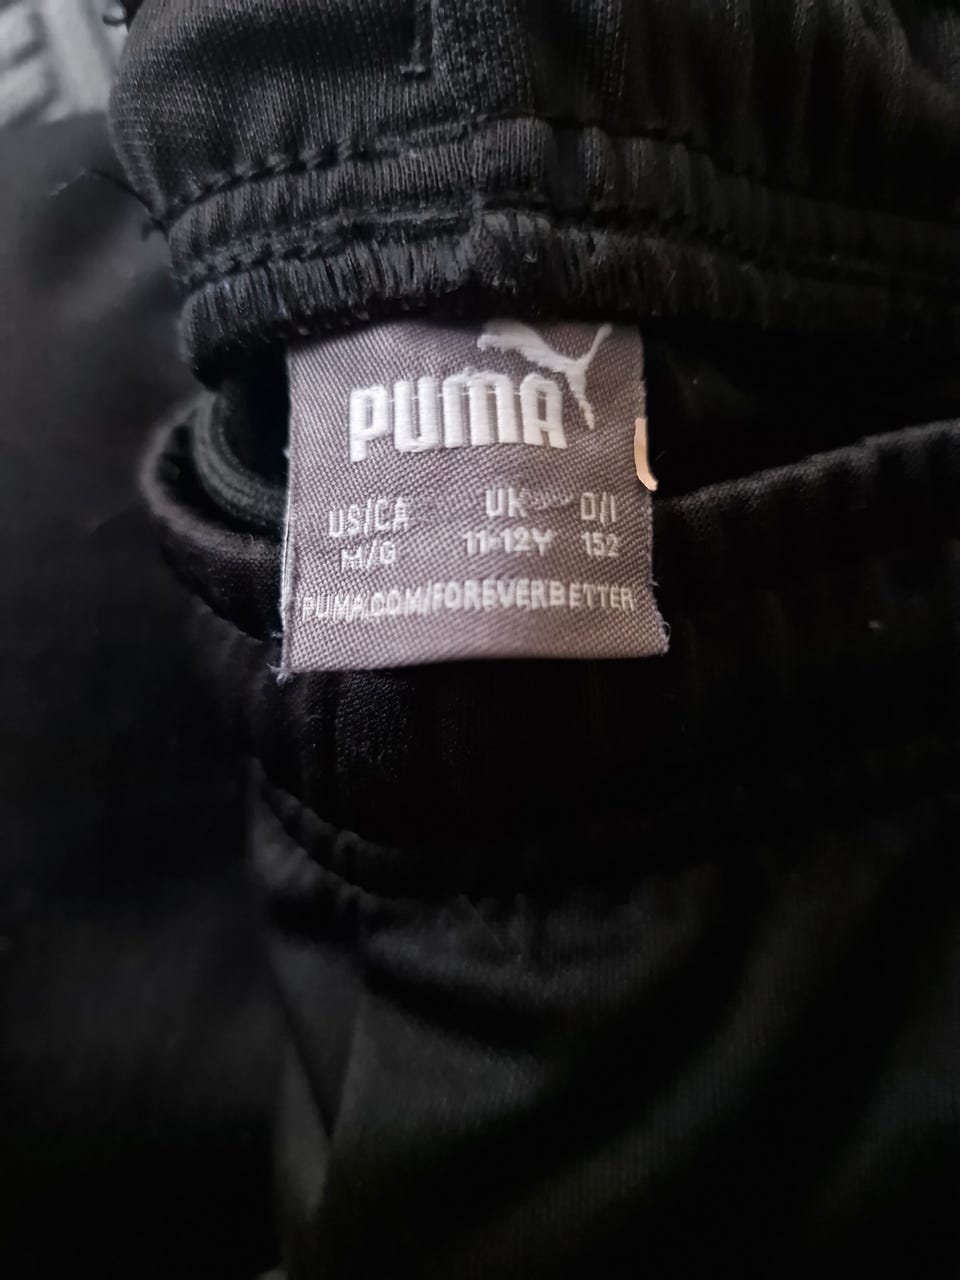 PUMA
US/CA UK D/I
M/G 11-12Y 152
PUMA.COM/FOREVERBETTER